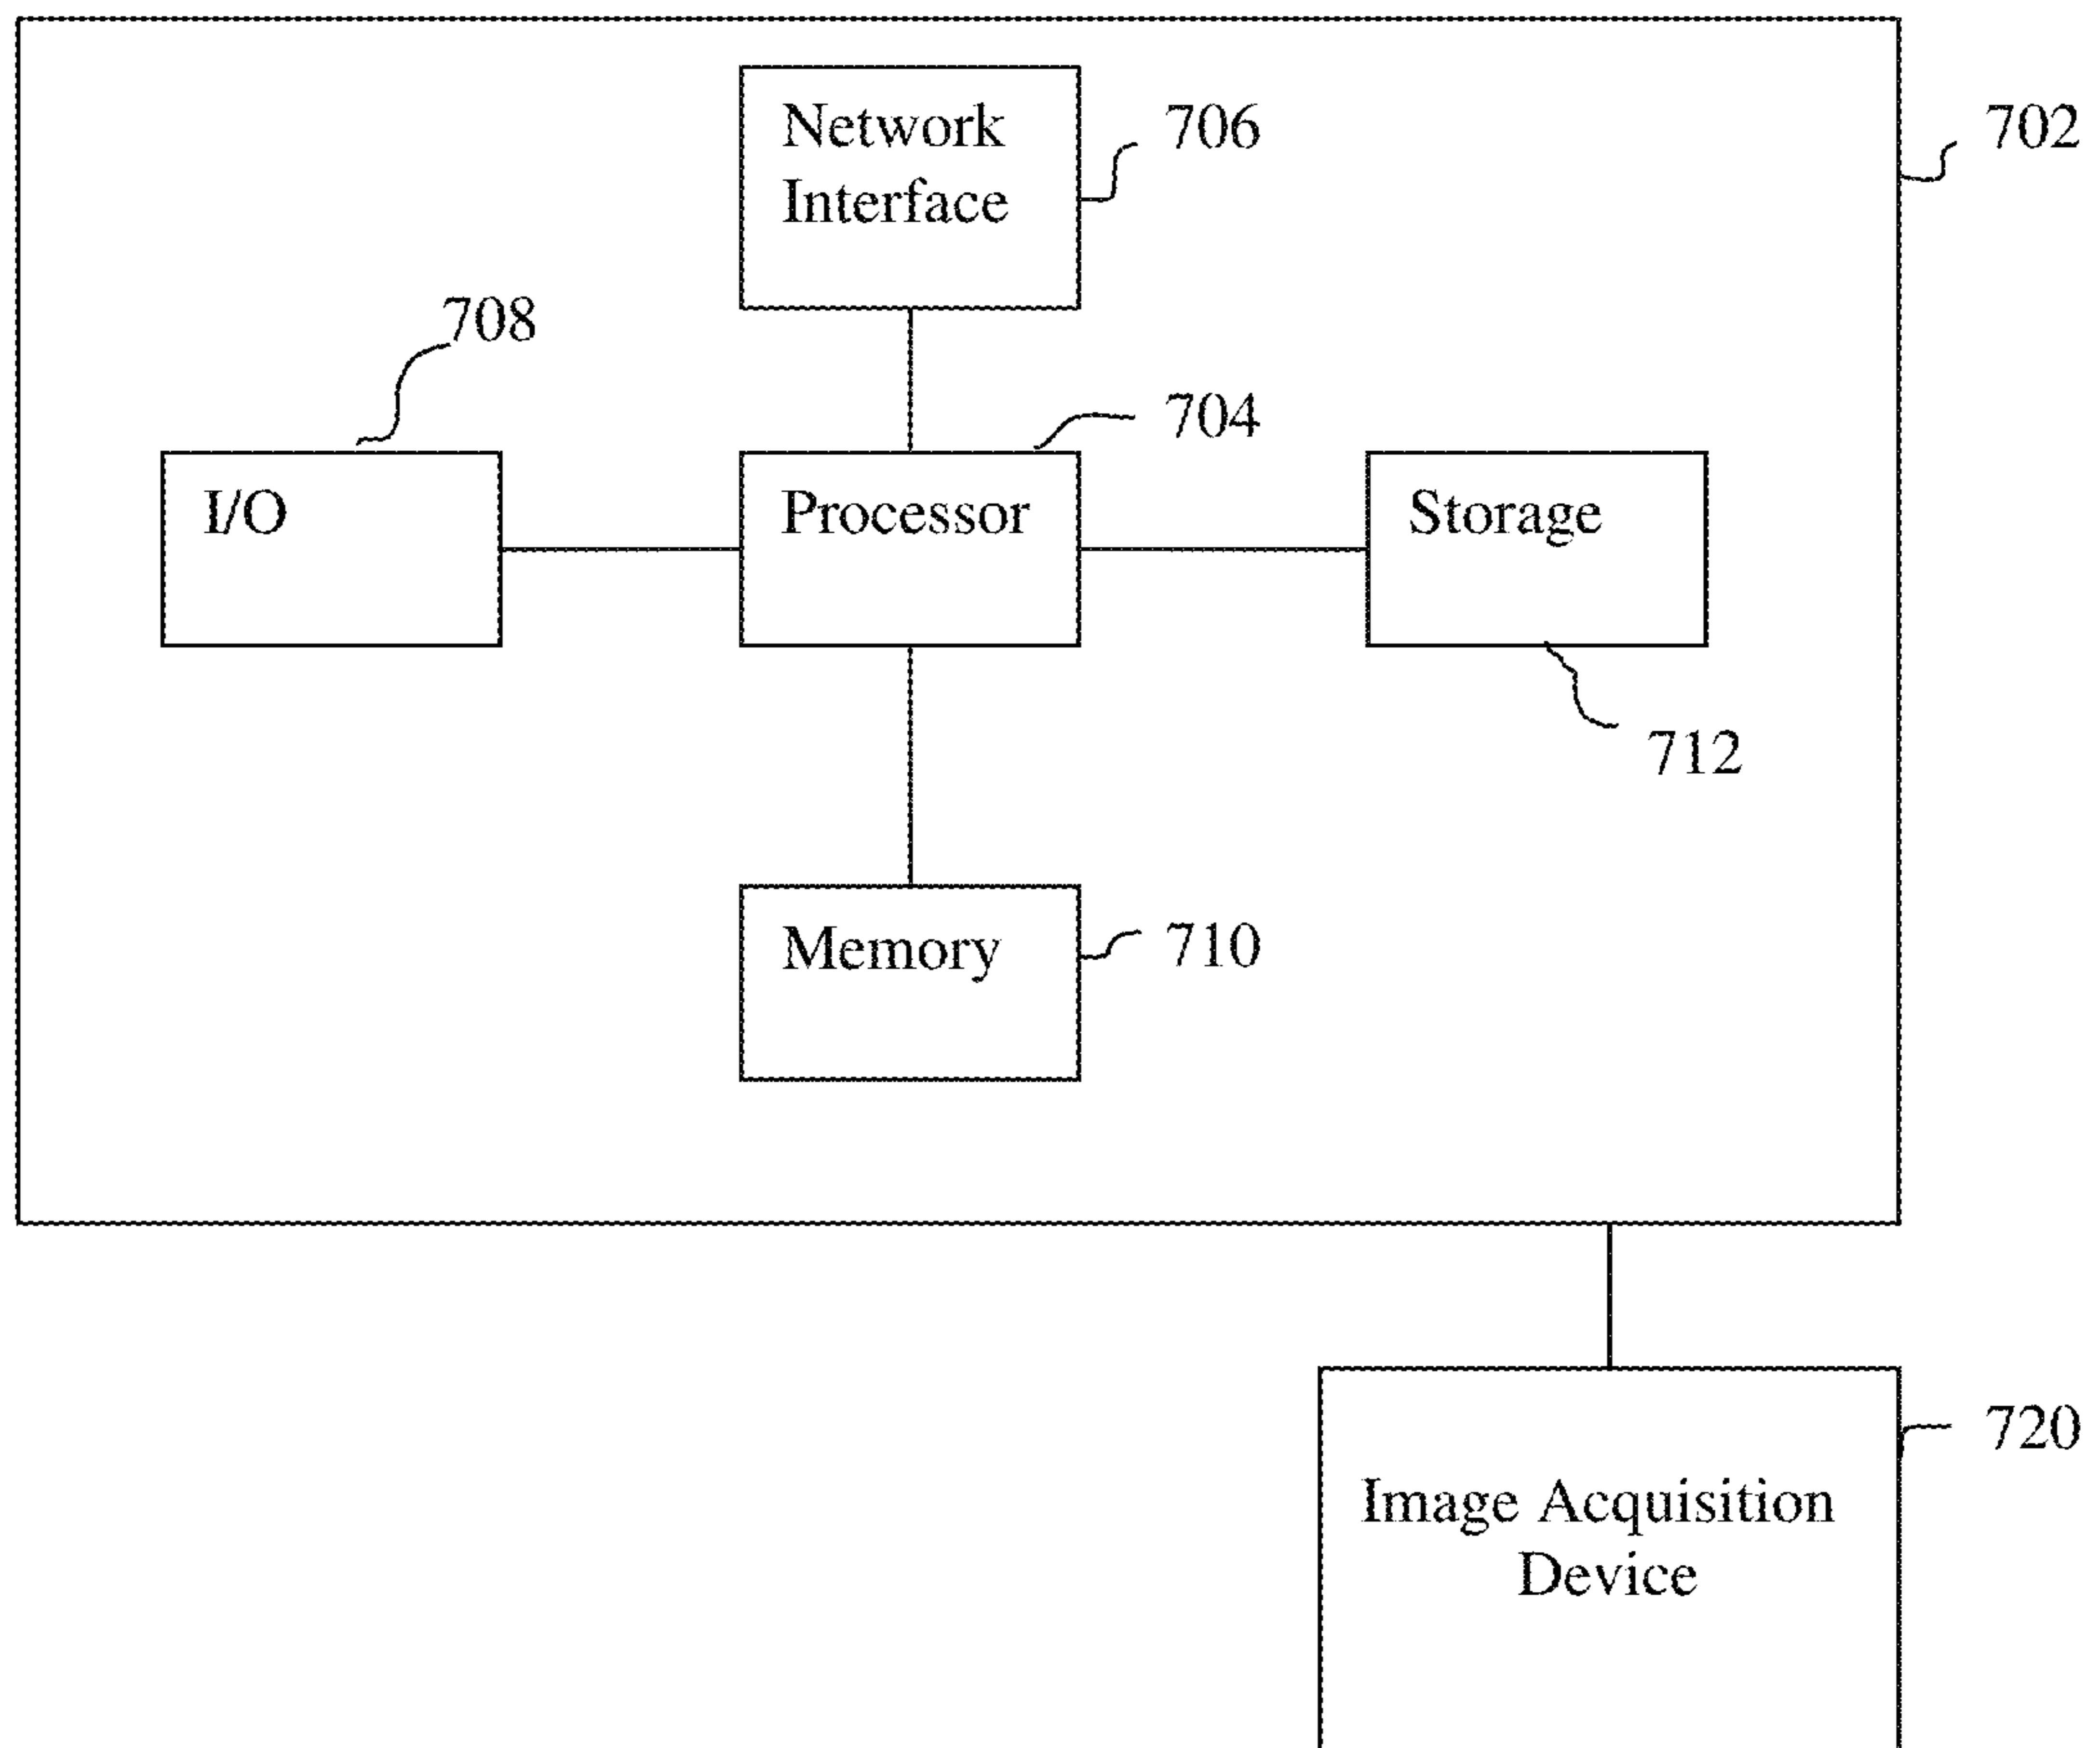 Network
Interface
706
702
708
704
I/O
Processor
Storage
712
Memory
710
720
Image Acquisition
Device